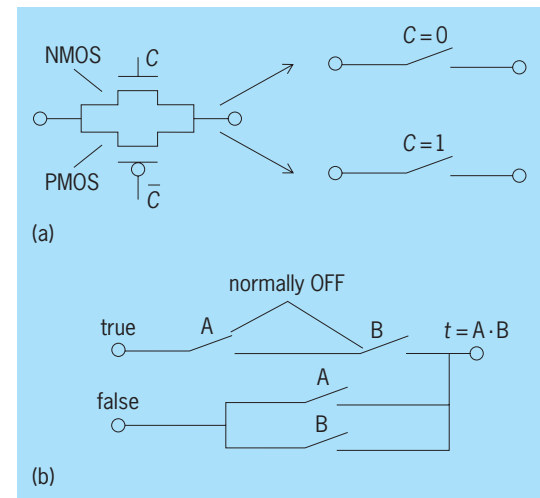 NMOS
C
C = 0
PMOS
C̅
C = 1
(a)
normally OFF
true
A
B
t = A · B
false
A
B
(b)